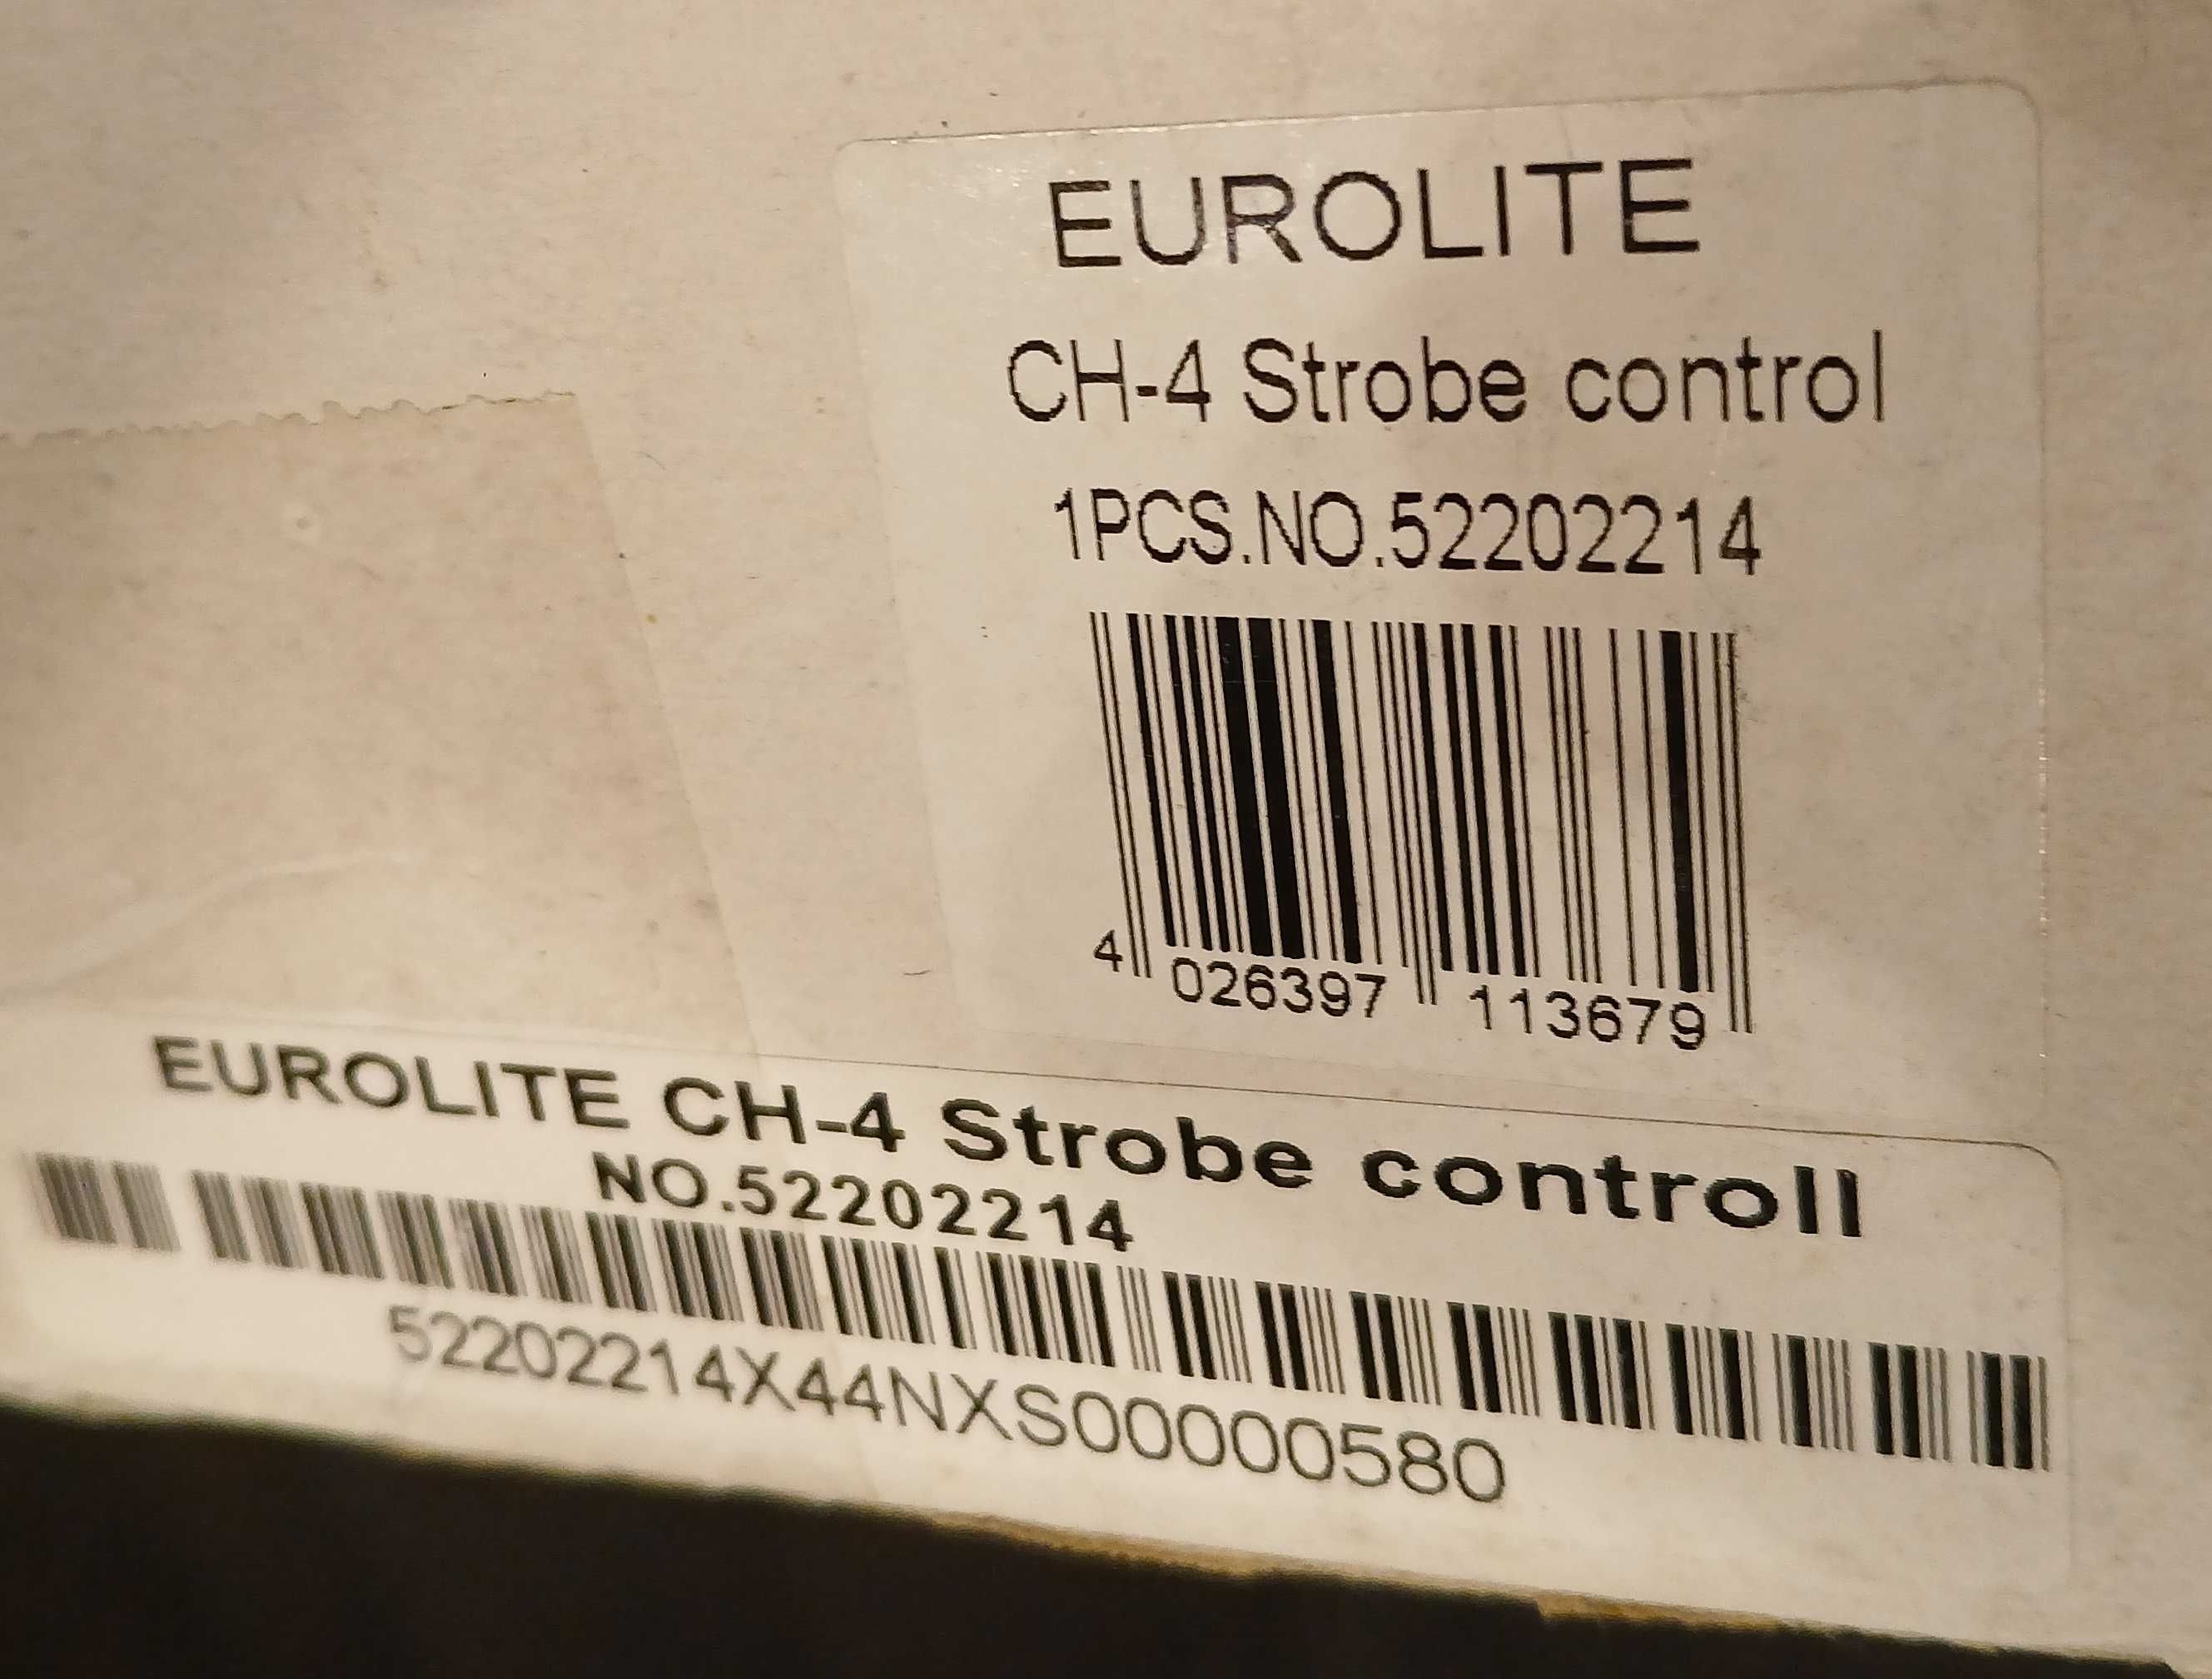 EUROLITE
CH-4 Strobe control
1PCS.NO.52202214
4 026397 113679
EUROLITE CH-4 Strobe controll
NO.52202214
52202214X44NXS00000580